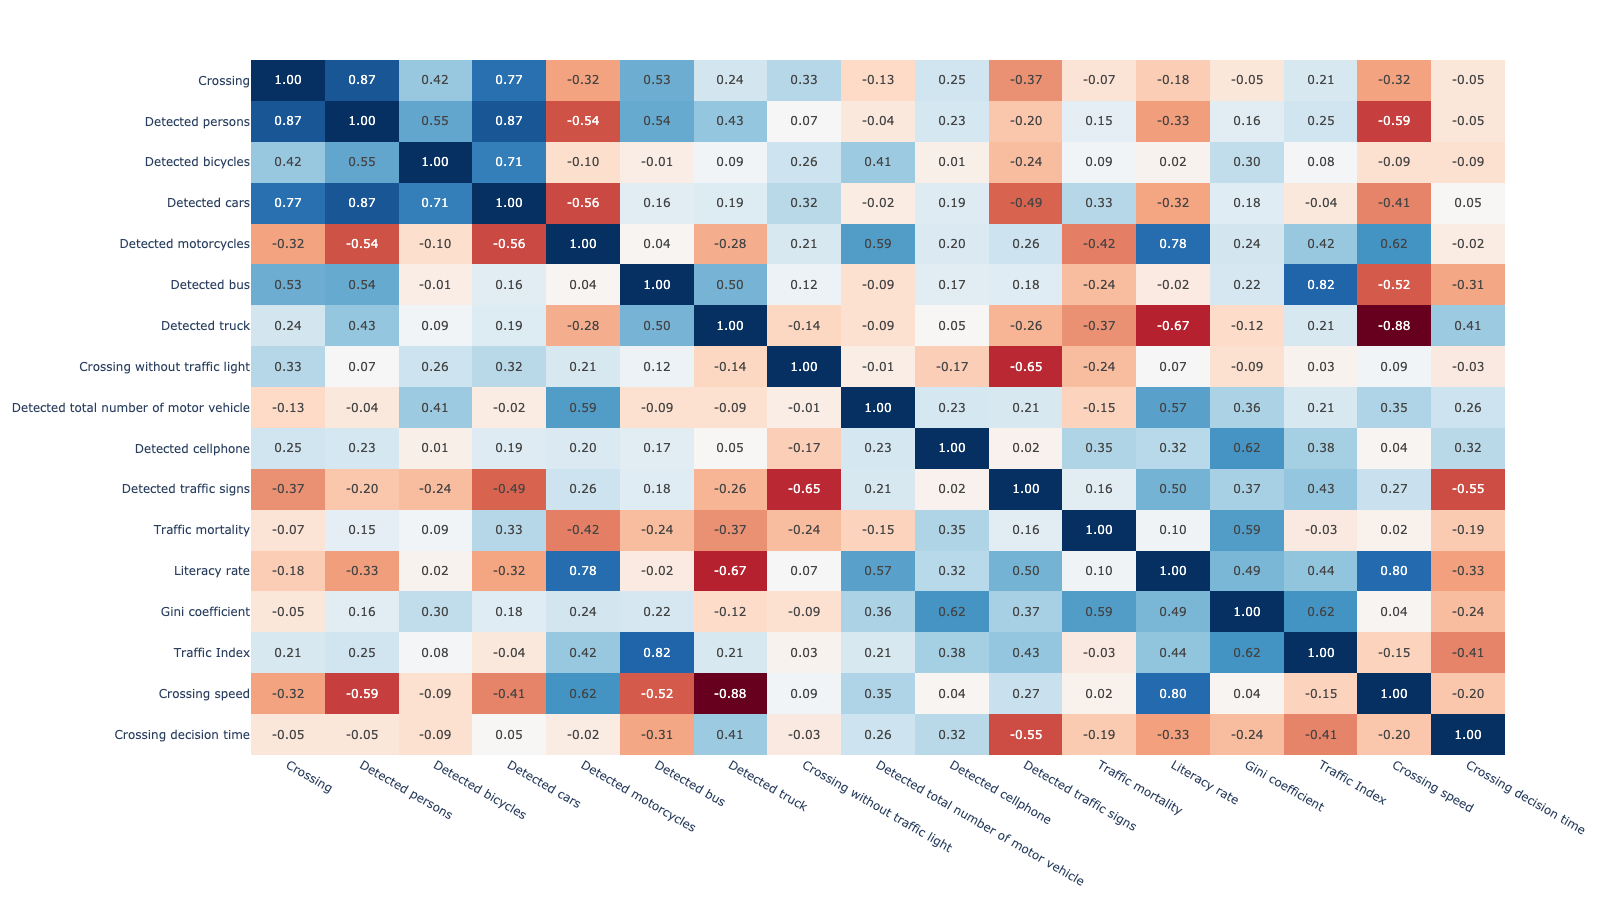 Crossing 1.00 0.87 0.42 0.77 -0.32 0.53 0.24 0.33 -0.13 0.25 -0.37 -0.07 -0.18 -0.05 0.21 -0.32 -0.05
Detected persons 0.87 1.00 0.55 0.87 -0.54 0.54 0.43 0.07 -0.04 0.23 -0.20 0.15 -0.33 0.16 0.25 -0.59 -0.05
Detected bicycles 0.42 0.55 1.00 0.71 -0.10 -0.01 0.09 0.26 0.41 0.01 -0.24 0.09 0.02 0.30 0.08 -0.09 -0.09
Detected cars 0.77 0.87 0.71 1.00 -0.56 0.16 0.19 0.32 -0.02 0.19 -0.49 0.33 -0.32 0.18 -0.04 -0.41 0.05
Detected motorcycles -0.32 -0.54 -0.10 -0.56 1.00 0.04 -0.28 0.21 0.59 0.20 0.26 -0.42 0.78 0.24 0.42 0.62 -0.02
Detected bus 0.53 0.54 -0.01 0.16 0.04 1.00 0.50 0.12 -0.09 0.17 0.18 -0.24 -0.02 0.22 0.82 -0.52 -0.31
Detected truck 0.24 0.43 0.09 0.19 -0.28 0.50 1.00 -0.14 -0.09 0.05 -0.26 -0.37 -0.67 -0.12 0.21 -0.88 0.41
Crossing without traffic light 0.33 0.07 0.26 0.32 0.21 0.12 -0.14 1.00 -0.01 -0.17 -0.65 -0.24 0.07 -0.09 0.03 0.09 -0.03
Detected total number of motor vehicle -0.13 -0.04 0.41 -0.02 0.59 -0.09 -0.09 -0.01 1.00 0.23 0.21 -0.15 0.57 0.36 0.21 0.35 0.26
Detected cellphone 0.25 0.23 0.01 0.19 0.20 0.17 0.05 -0.17 0.23 1.00 0.02 0.35 0.32 0.62 0.38 0.04 0.32
Detected traffic signs -0.37 -0.20 -0.24 -0.49 0.26 0.18 -0.26 -0.65 0.21 0.02 1.00 0.16 0.50 0.37 0.43 0.27 -0.55
Traffic mortality -0.07 0.15 0.09 0.33 -0.42 -0.24 -0.37 -0.24 -0.15 0.35 0.16 1.00 0.10 0.59 -0.03 0.02 -0.19
Literacy rate -0.18 -0.33 0.02 -0.32 0.78 -0.02 -0.67 0.07 0.57 0.32 0.50 0.10 1.00 0.49 0.44 0.80 -0.33
Gini coefficient -0.05 0.16 0.30 0.18 0.24 0.22 -0.12 -0.09 0.36 0.62 0.37 0.59 0.49 1.00 0.62 0.04 -0.24
Traffic Index 0.21 0.25 0.08 -0.04 0.42 0.82 0.21 0.03 0.21 0.38 0.43 -0.03 0.44 0.62 1.00 -0.15 -0.41
Crossing speed -0.32 -0.59 -0.09 -0.41 0.62 -0.52 -0.88 0.09 0.35 0.04 0.27 0.02 0.80 0.04 -0.15 1.00 -0.20
Crossing decision time -0.05 -0.05 -0.09 0.05 -0.02 -0.31 0.41 -0.03 0.26 0.32 -0.55 -0.19 -0.33 -0.24 -0.41 -0.20 1.00
Crossing
Detected persons
Detected bicycles
Detected cars
Detected motorcycles
Detected bus
Detected truck
Crossing without traffic light
Detected total number of motor vehicle
Detected cellphone
Detected traffic signs
Traffic mortality
Literacy rate
Gini coefficient
Traffic Index
Crossing speed
Crossing decision time